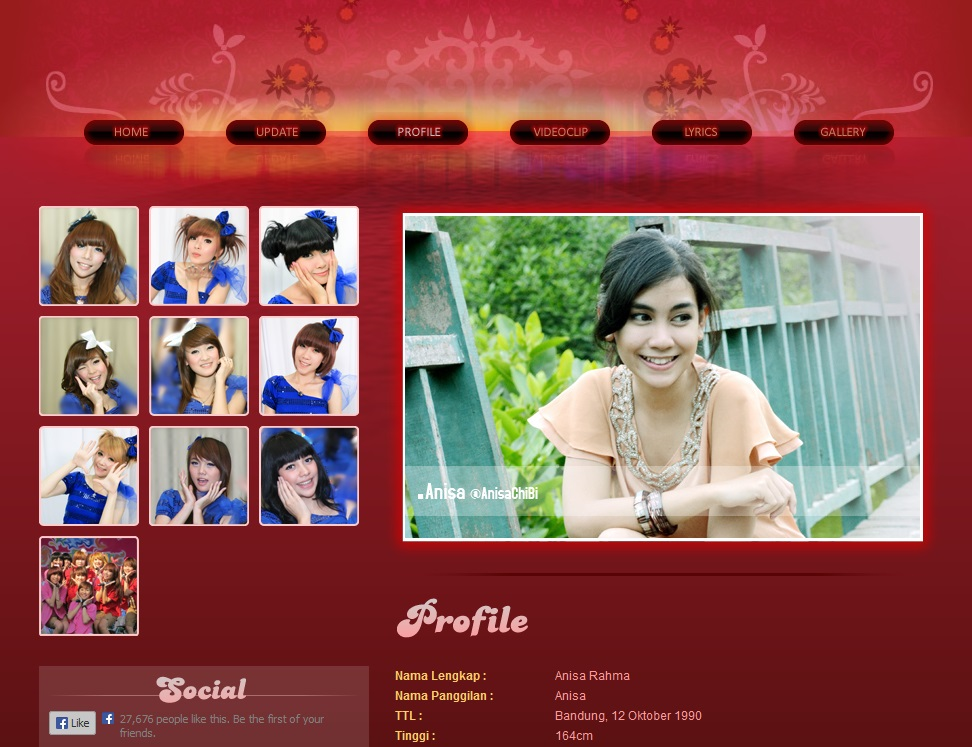 HOME UPDATE PROFILE VIDEOCLIP LYRICS GALLERY
.Anisa @AnisaChiBi
Profile
Nama Lengkap : Anisa Rahma
Nama Panggilan : Anisa
TTL : Bandung, 12 Oktober 1990
Tinggi : 164cm
Social
Like 27,676 people like this. Be the first of your
friends.